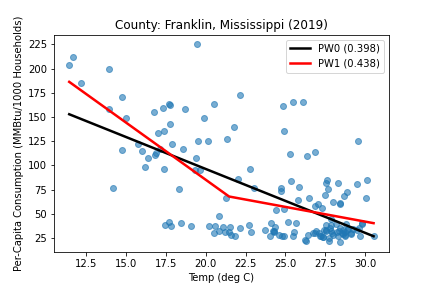 County: Franklin, Mississippi (2019)
PW0 (0.398)
PW1 (0.438)
Per-Capita Consumption (MMBtu/1000 Households)
225
200
175
150
125
100
75
50
25
12.5 15.0 17.5 20.0 22.5 25.0 27.5 30.0
Temp (deg C)